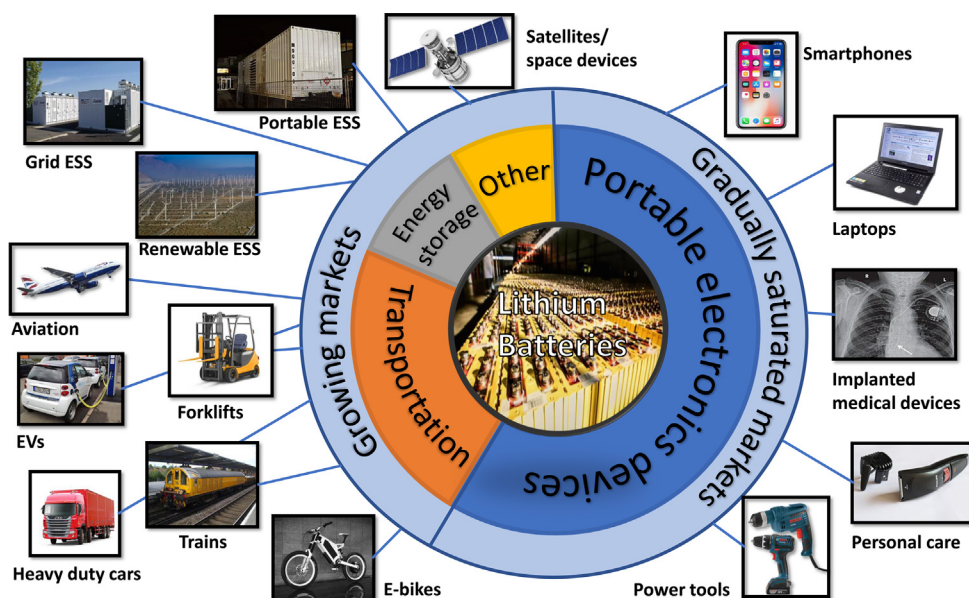 Satellites/
space devices
Smartphones
Portable ESS
Grid ESS
Renewable ESS
Laptops
Aviation
Forklifts
EVs
Implanted
medical devices
Trains
Heavy duty cars
E-bikes
Power tools
Personal care
Growing markets
Gradually saturated markets
Other
Energy
storage
Transportation
Portable electronics devices
Lithium
Batteries